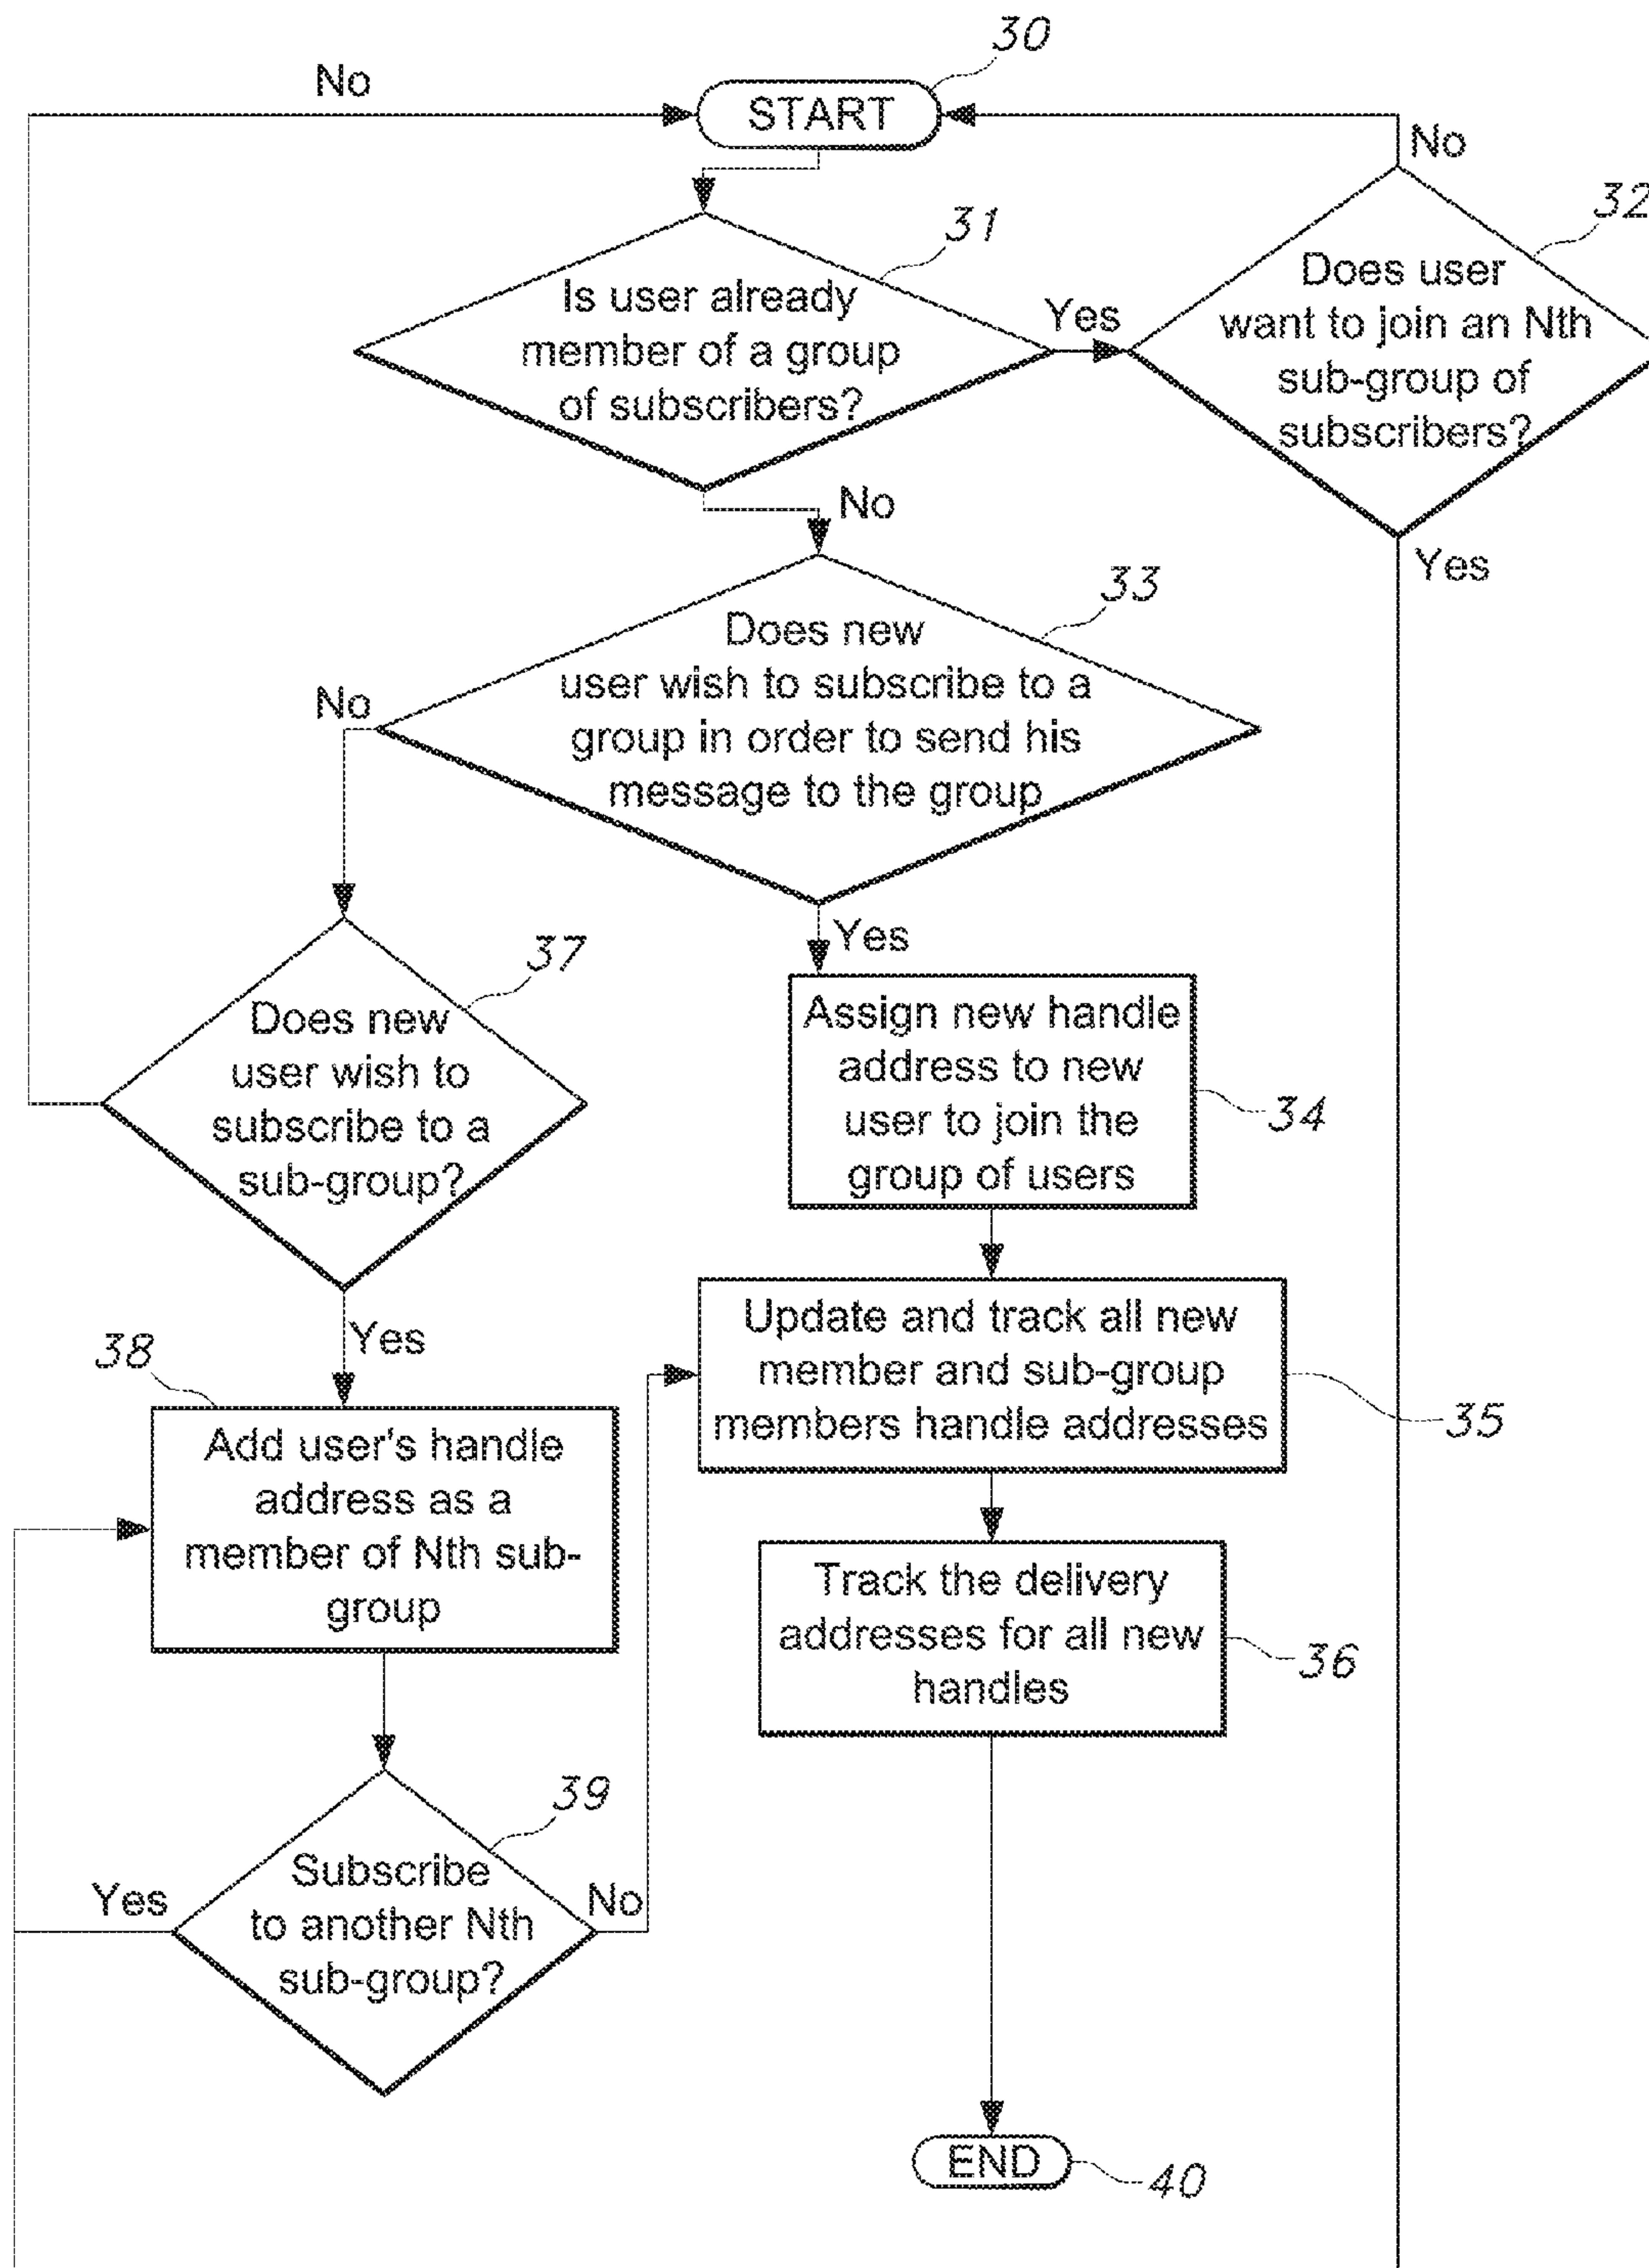 30
No
START
No
32
31
Is user already
member of a group
of subscribers?
Yes
Does user
want to join an Nth
sub-group of
subscribers?
No
Yes
33
Does new
user wish to subscribe to a
group in order to send his
message to the group
No
Yes
37
Does new
user wish to
subscribe to a
sub-group?
Assign new handle
address to new
user to join the
group of users
34
Yes
38
Update and track all new
member and sub-group
members handle addresses
35
Add user's handle
address as a
member of Nth sub-
group
Track the delivery
addresses for all new
handles
36
39
Subscribe
to another Nth
sub-group?
Yes
No
END
40